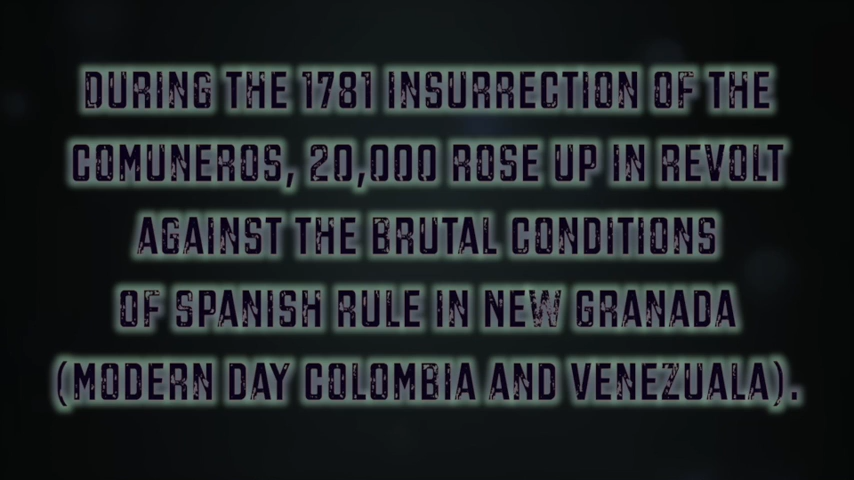 DURING THE 1781 INSURRECTION OF THE
COMUNEROS, 20,000 ROSE UP IN REVOLT
AGAINST THE BRUTAL CONDITIONS
OF SPANISH RULE IN NEW GRANADA
(MODERN DAY COLOMBIA AND VENEZUALA).